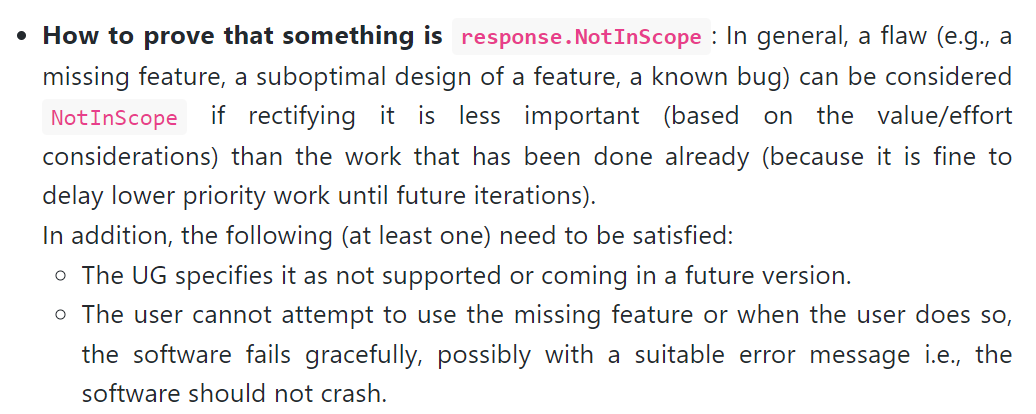 • How to prove that something is response.NotInScope: In general, a flaw (e.g., a
missing feature, a suboptimal design of a feature, a known bug) can be considered
NotInScope if rectifying it is less important (based on the value/effort
considerations) than the work that has been done already (because it is fine to
delay lower priority work until future iterations).
In addition, the following (at least one) need to be satisfied:
○ The UG specifies it as not supported or coming in a future version.
○ The user cannot attempt to use the missing feature or when the user does so,
the software fails gracefully, possibly with a suitable error message i.e., the
software should not crash.